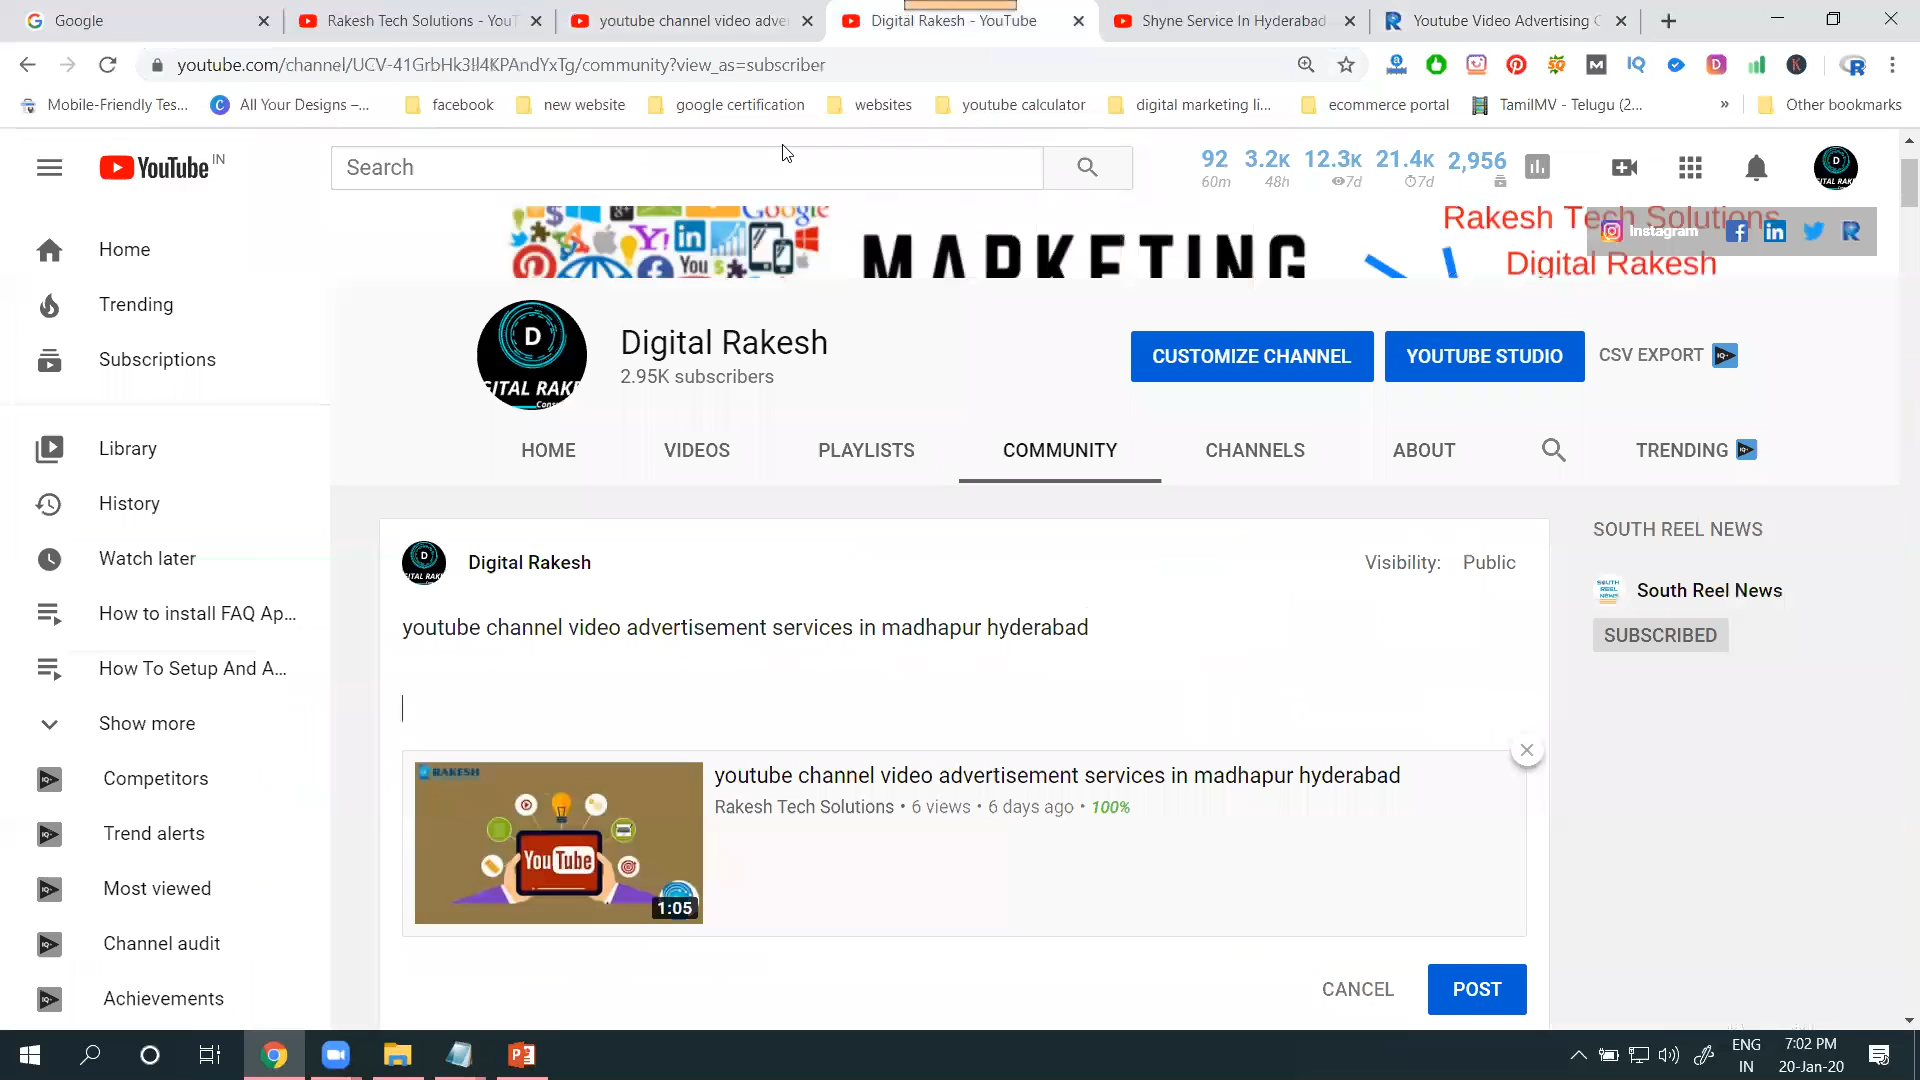 Google
Rakesh Tech Solutions - YouT
youtube channel video adve
Digital Rakesh - YouTube
Shyne Service In Hyderabad
Youtube Video Advertising C
youtube.com/channel/UCV-41GrbHk3Il4KPAndYxTg/community?view_as=subscriber
Mobile-Friendly Tes...
All Your Designs –...
facebook
new website
google certification
websites
youtube calculator
digital marketing li...
ecommerce portal
TamilMV - Telugu (2...
»
Other bookmarks
YouTube IN
Search
92 3.2K 12.3K 21.4K 2,956
60m 48h 7d 7d
Google
MARKETING
Rakesh Tech Solutions
Digital Rakesh
Instagram
Home
Trending
Subscriptions
Library
History
Watch later
How to install FAQ Ap...
How To Setup And A...
Show more
Competitors
Trend alerts
Most viewed
Channel audit
Achievements
Digital Rakesh
2.95K subscribers
CUSTOMIZE CHANNEL
YOUTUBE STUDIO
CSV EXPORT
HOME
VIDEOS
PLAYLISTS
COMMUNITY
CHANNELS
ABOUT
TRENDING
Digital Rakesh
Visibility: Public
youtube channel video advertisement services in madhapur hyderabad
RAKESH
YouTube
1:05
youtube channel video advertisement services in madhapur hyderabad
Rakesh Tech Solutions • 6 views • 6 days ago • 100%
CANCEL
POST
SOUTH REEL NEWS
South Reel News
SUBSCRIBED
ENG
IN
7:02 PM
20-Jan-20